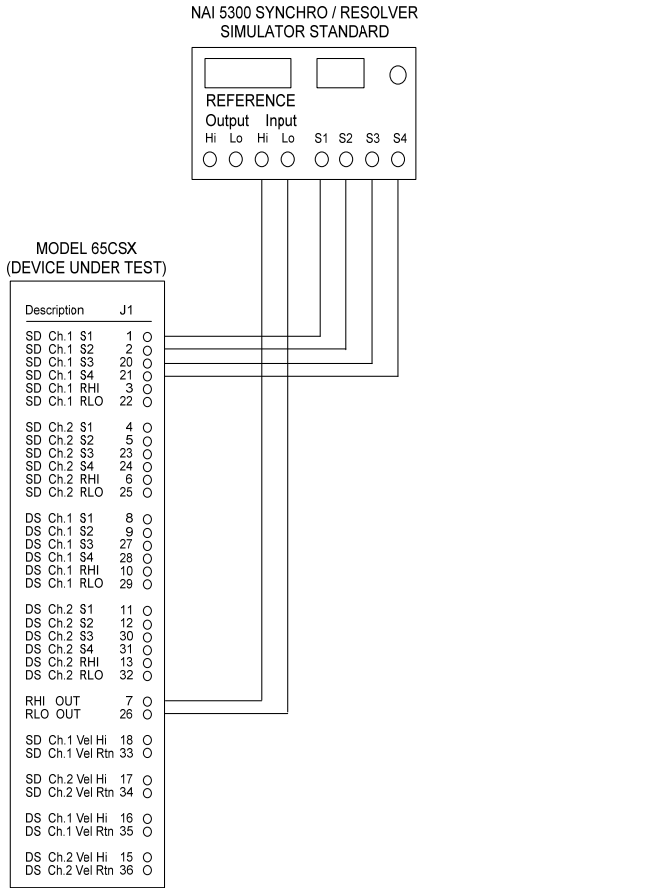 NAI 5300 SYNCHRO / RESOLVER
SIMULATOR STANDARD
REFERENCE
Output Input
Hi Lo Hi Lo S1 S2 S3 S4
MODEL 65CSX
(DEVICE UNDER TEST)
Description J1
SD Ch.1 S1 1
SD Ch.1 S2 2
SD Ch.1 S3 20
SD Ch.1 S4 21
SD Ch.1 RHI 3
SD Ch.1 RLO 22
SD Ch.2 S1 4
SD Ch.2 S2 5
SD Ch.2 S3 23
SD Ch.2 S4 24
SD Ch.2 RHI 6
SD Ch.2 RLO 25
DS Ch.1 S1 8
DS Ch.1 S2 9
DS Ch.1 S3 27
DS Ch.1 S4 28
DS Ch.1 RHI 10
DS Ch.1 RLO 29
DS Ch.2 S1 11
DS Ch.2 S2 12
DS Ch.2 S3 30
DS Ch.2 S4 31
DS Ch.2 RHI 13
DS Ch.2 RLO 32
RHI OUT 7
RLO OUT 26
SD Ch.1 Vel Hi 18
SD Ch.1 Vel Rtn 33
SD Ch.2 Vel Hi 17
SD Ch.2 Vel Rtn 34
DS Ch.1 Vel Hi 16
DS Ch.1 Vel Rtn 35
DS Ch.2 Vel Hi 15
DS Ch.2 Vel Rtn 36